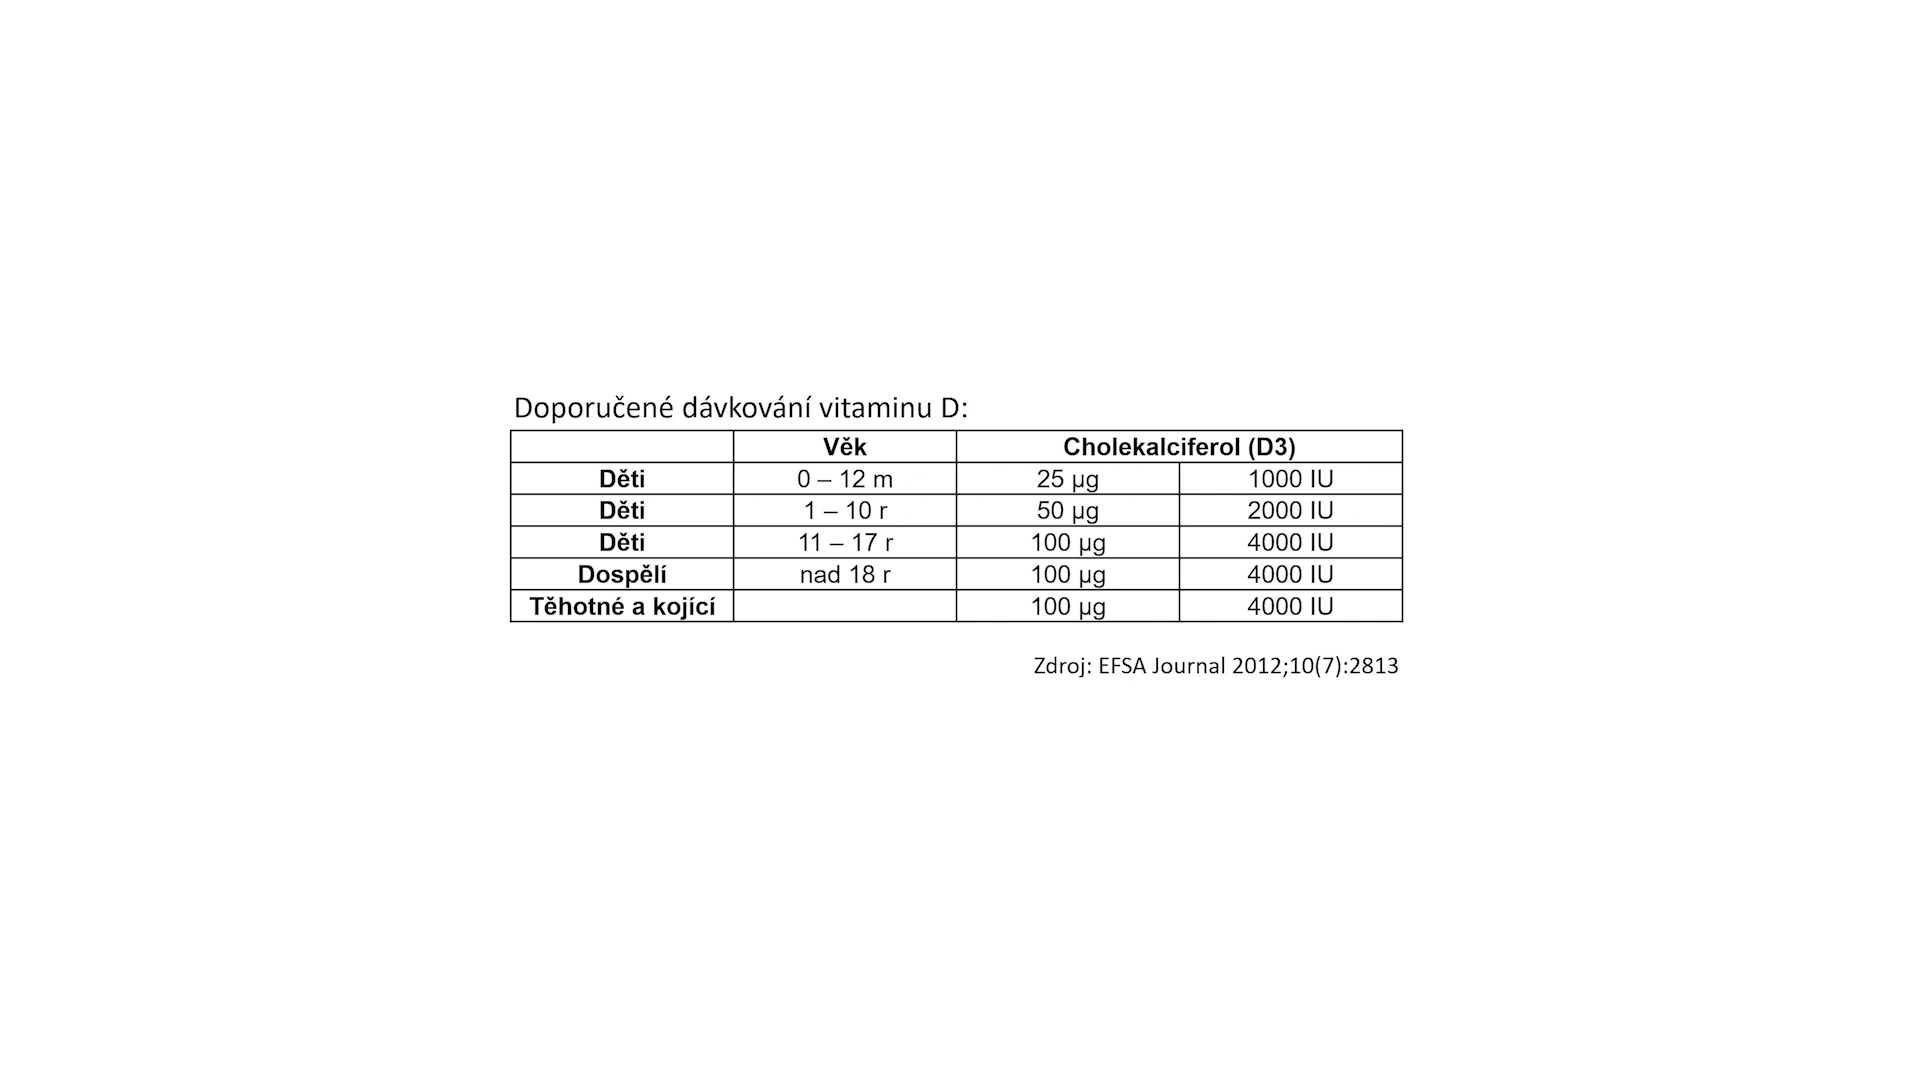 Doporučené dávkování vitaminu D:
Věk Cholekalciferol (D3)
Děti 0 – 12 m 25 µg 1000 IU
Děti 1 – 10 r 50 µg 2000 IU
Děti 11 – 17 r 100 µg 4000 IU
Dospělí nad 18 r 100 µg 4000 IU
Těhotné a kojící 100 µg 4000 IU
Zdroj: EFSA Journal 2012;10(7):2813